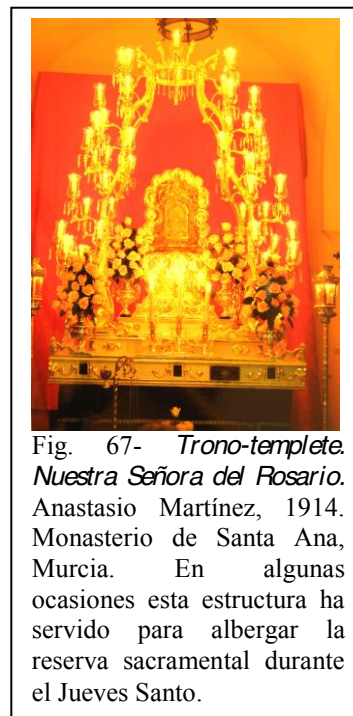 Fig. 67- Trono-templete.
Nuestra Señora del Rosario.
Anastasio Martínez, 1914.
Monasterio de Santa Ana,
Murcia. En algunas
ocasiones esta estructura ha
servido para albergar la
reserva sacramental durante
el Jueves Santo.